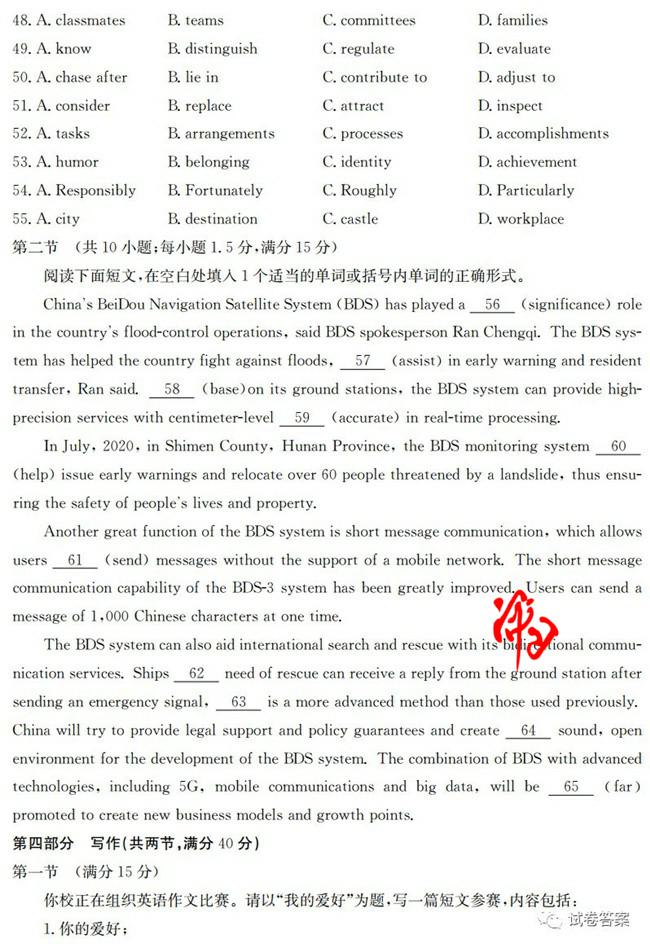 48. A. classmates B. teams C. committees D. families
49. A. know B. distinguish C. regulate D. evaluate
50. A. chase after B. lie in C. contribute to D. adjust to
51. A. consider B. replace C. attract D. inspect
52. A. tasks B. arrangements C. processes D. accomplishments
53. A. humor B. belonging C. identity D. achievement
54. A. Responsibly B. Fortunately C. Roughly D. Particularly
55. A. city B. destination C. castle D. workplace
第二节 (共10小题;每小题1.5分,满分15分)
阅读下面短文,在空白处填入1个适当的单词或括号内单词的正确形式。
China's BeiDou Navigation Satellite System (BDS) has played a 56 (significance) role
in the country's flood-control operations, said BDS spokesperson Ran Chengqi. The BDS sys-
tem has helped the country fight against floods, 57 (assist) in early warning and resident
transfer, Ran said. 58 (base)on its ground stations, the BDS system can provide high-
precision services with centimeter-level 59 (accurate) in real-time processing.
In July, 2020, in Shimen County, Hunan Province, the BDS monitoring system 60
(help) issue early warnings and relocate over 60 people threatened by a landslide, thus ensu-
ring the safety of people's lives and property.
Another great function of the BDS system is short message communication, which allows
users 61 (send) messages without the support of a mobile network. The short message
communication capability of the BDS-3 system has been greatly improved. Users can send a
message of 1,000 Chinese characters at one time.
The BDS system can also aid international search and rescue with its bidirectional commu-
nication services. Ships 62 need of rescue can receive a reply from the ground station after
sending an emergency signal, 63 is a more advanced method than those used previously.
China will try to provide legal support and policy guarantees and create 64 sound, open
environment for the development of the BDS system. The combination of BDS with advanced
technologies, including 5G, mobile communications and big data, will be 65 (far)
promoted to create new business models and growth points.
第四部分 写作(共两节,满分40分)
第一节 (满分15分)
你校正在组织英语作文比赛。请以“我的爱好”为题,写一篇短文参赛,内容包括:
1. 你的爱好;
试卷答案